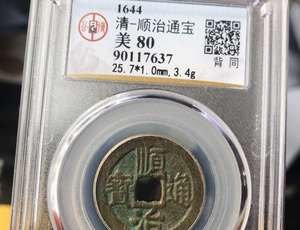 1644
清-顺治通宝
美 80
90117637
背 同
25.7*1.0mm,3.4g
順
寶 通
治